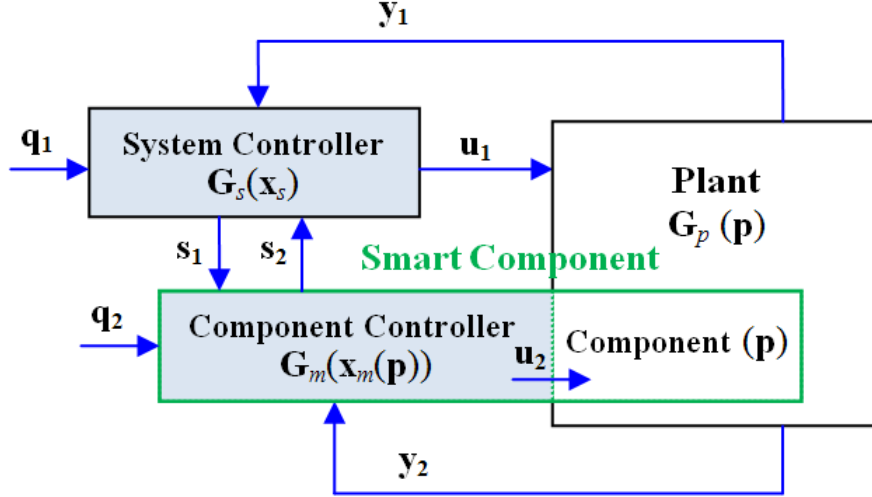 y₁
q₁
System Controller
Gₛ(xₛ)
u₁
Plant
Gₚ (p)
s₁
s₂
Smart Component
q₂
Component Controller
Gₘ(xₘ(p))
u₂
Component (p)
y₂